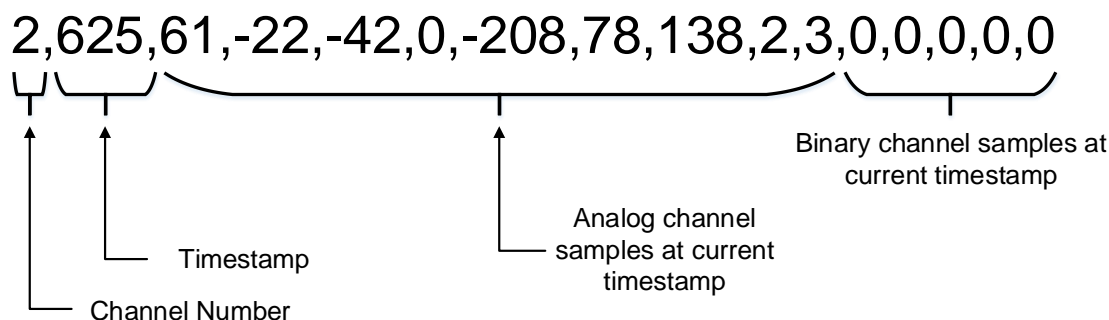 2,625,61,-22,-42,0,-208,78,138,2,3,0,0,0,0,0
Binary channel samples at
current timestamp
Analog channel
samples at current
timestamp
Timestamp
Channel Number